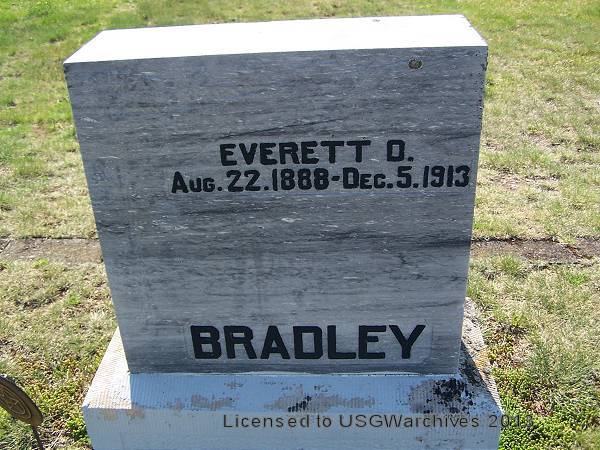 EVERETT O.
AUG. 22. 1888-DEC. 5. 1913
BRADLEY
Licensed to USGWarchives